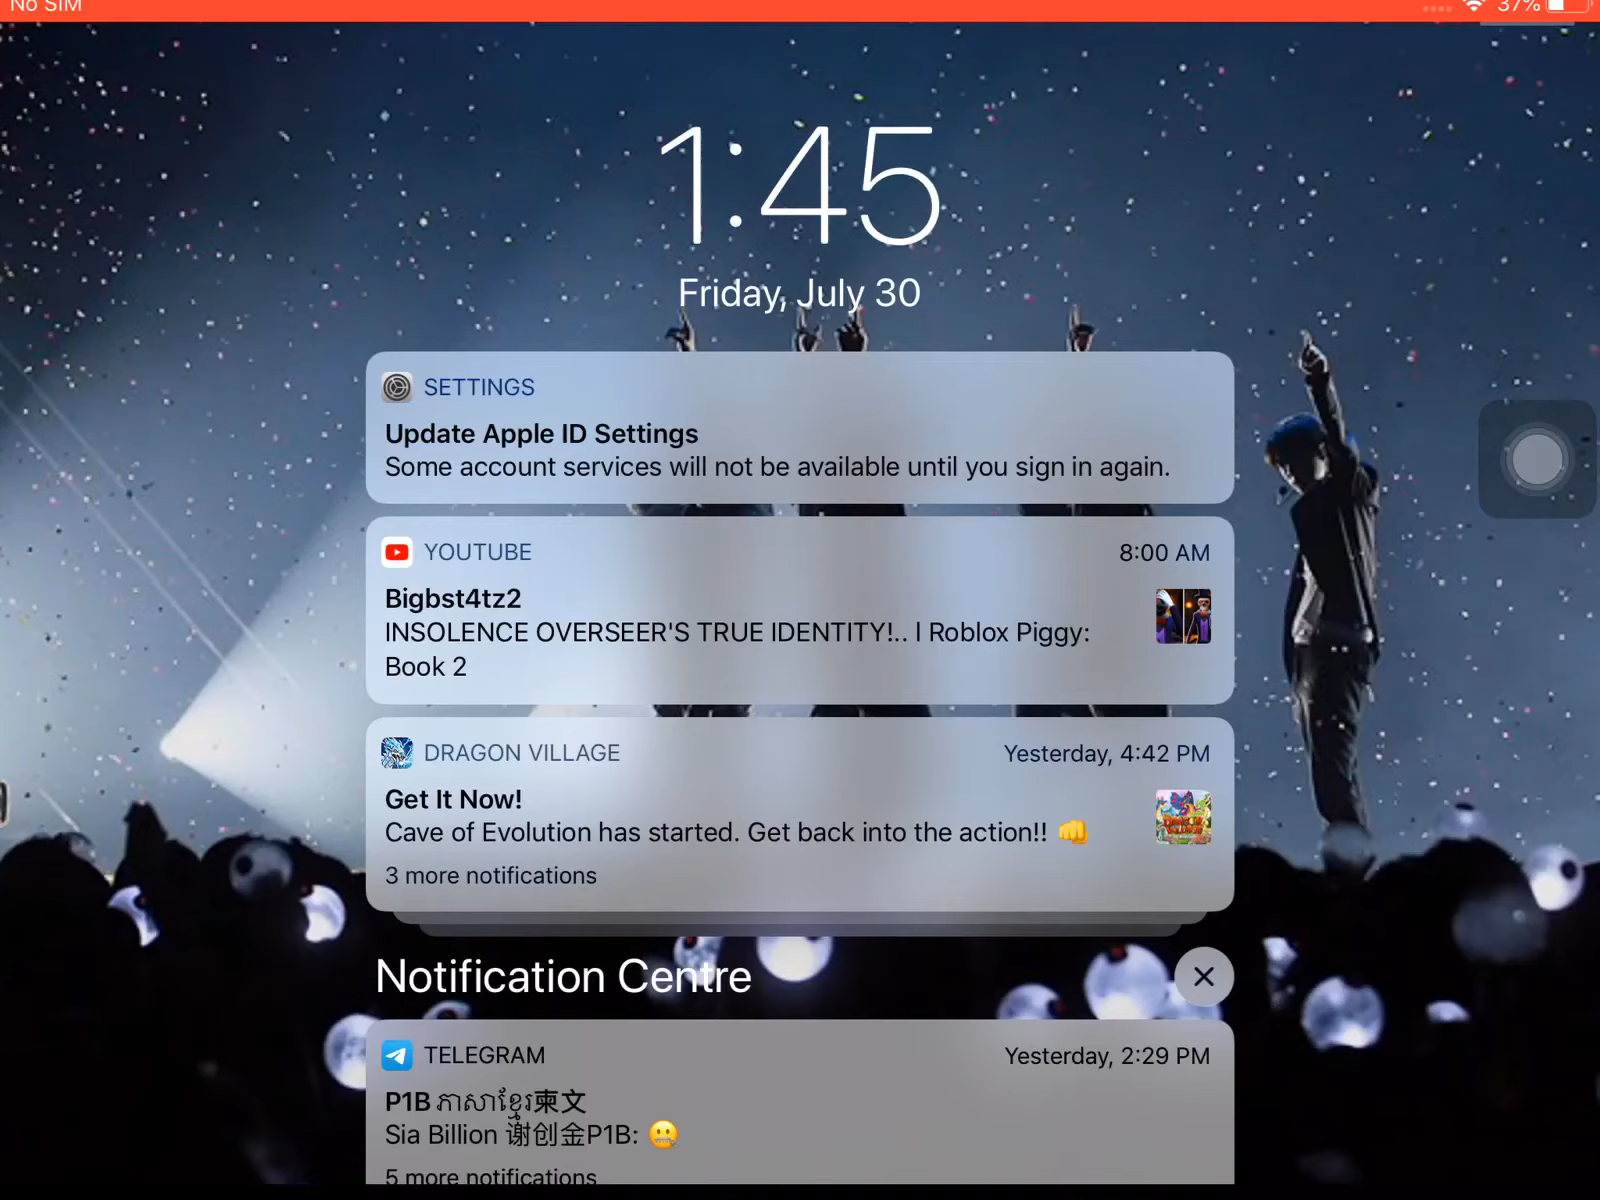 No SIM
37%
1:45
Friday, July 30
SETTINGS
Update Apple ID Settings
Some account services will not be available until you sign in again.
YOUTUBE 8:00 AM
Bigbst4tz2
INSOLENCE OVERSEER'S TRUE IDENTITY!.. l Roblox Piggy:
Book 2
DRAGON VILLAGE Yesterday, 4:42 PM
Get It Now!
Cave of Evolution has started. Get back into the action!! 👊
3 more notifications
Notification Centre
TELEGRAM Yesterday, 2:29 PM
P1B ភាសាខ្មែរ柬文
Sia Billion 谢创金P1B: 🤐
5 more notifications